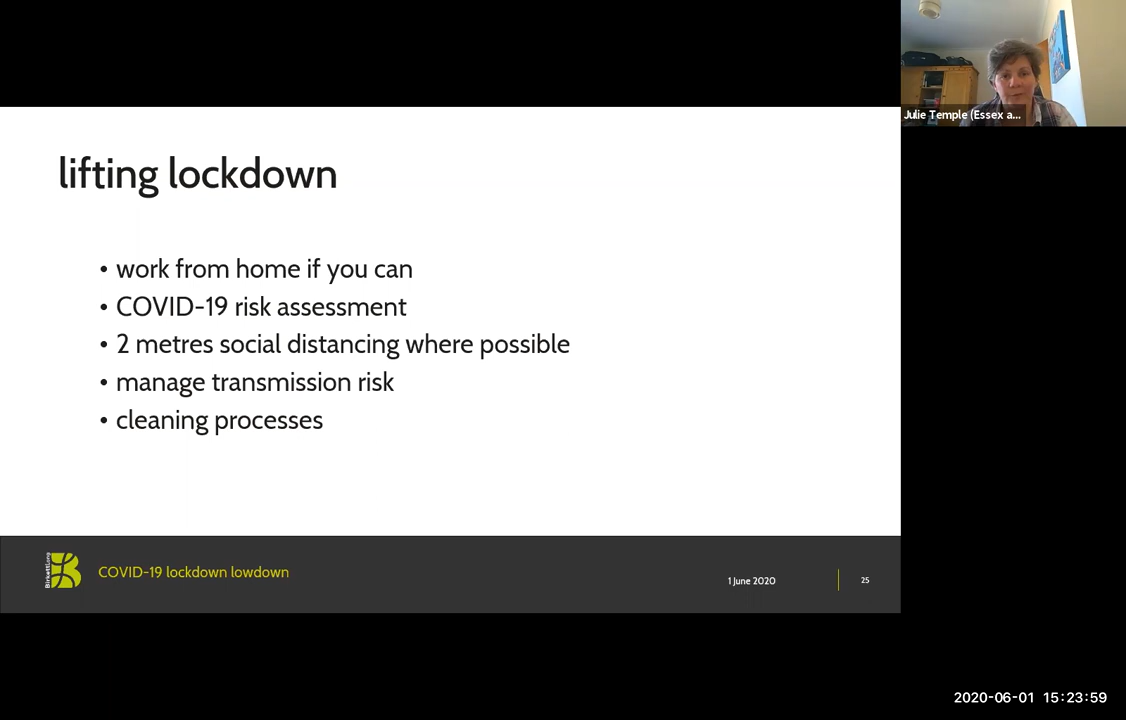 Julie Temple (Essex a...
lifting lockdown
• work from home if you can
• COVID-19 risk assessment
• 2 metres social distancing where possible
• manage transmission risk
• cleaning processes
BirkettLong
COVID-19 lockdown lowdown
1 June 2020
25
2020-06-01 15:23:59